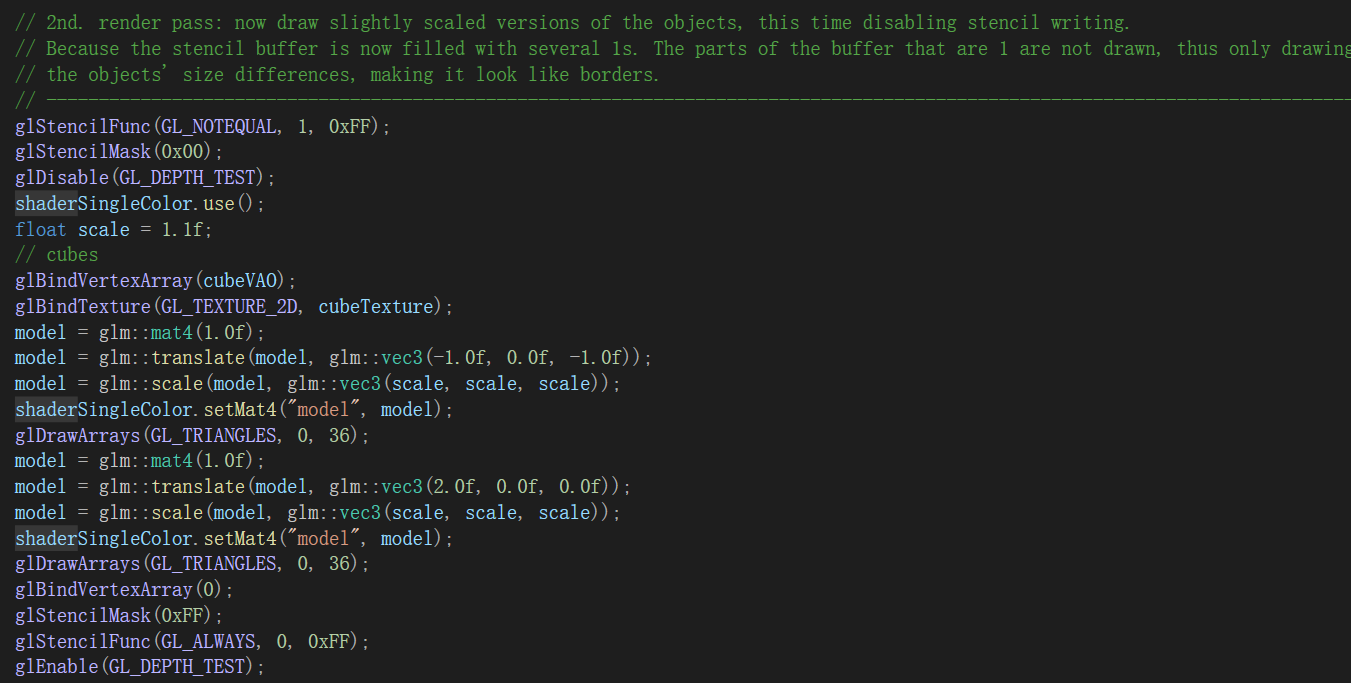 // 2nd. render pass: now draw slightly scaled versions of the objects, this time disabling stencil writing.
// Because the stencil buffer is now filled with several 1s. The parts of the buffer that are 1 are not drawn, thus only drawing
// the objects' size differences, making it look like borders.
// -----------------------------------------------------------------------------------------------------------------------------
glStencilFunc(GL_NOTEQUAL, 1, 0xFF);
glStencilMask(0x00);
glDisable(GL_DEPTH_TEST);
shaderSingleColor.use();
float scale = 1.1f;
// cubes
glBindVertexArray(cubeVAO);
glBindTexture(GL_TEXTURE_2D, cubeTexture);
model = glm::mat4(1.0f);
model = glm::translate(model, glm::vec3(-1.0f, 0.0f, -1.0f));
model = glm::scale(model, glm::vec3(scale, scale, scale));
shaderSingleColor.setMat4("model", model);
glDrawArrays(GL_TRIANGLES, 0, 36);
model = glm::mat4(1.0f);
model = glm::translate(model, glm::vec3(2.0f, 0.0f, 0.0f));
model = glm::scale(model, glm::vec3(scale, scale, scale));
shaderSingleColor.setMat4("model", model);
glDrawArrays(GL_TRIANGLES, 0, 36);
glBindVertexArray(0);
glStencilMask(0xFF);
glStencilFunc(GL_ALWAYS, 0, 0xFF);
glEnable(GL_DEPTH_TEST);